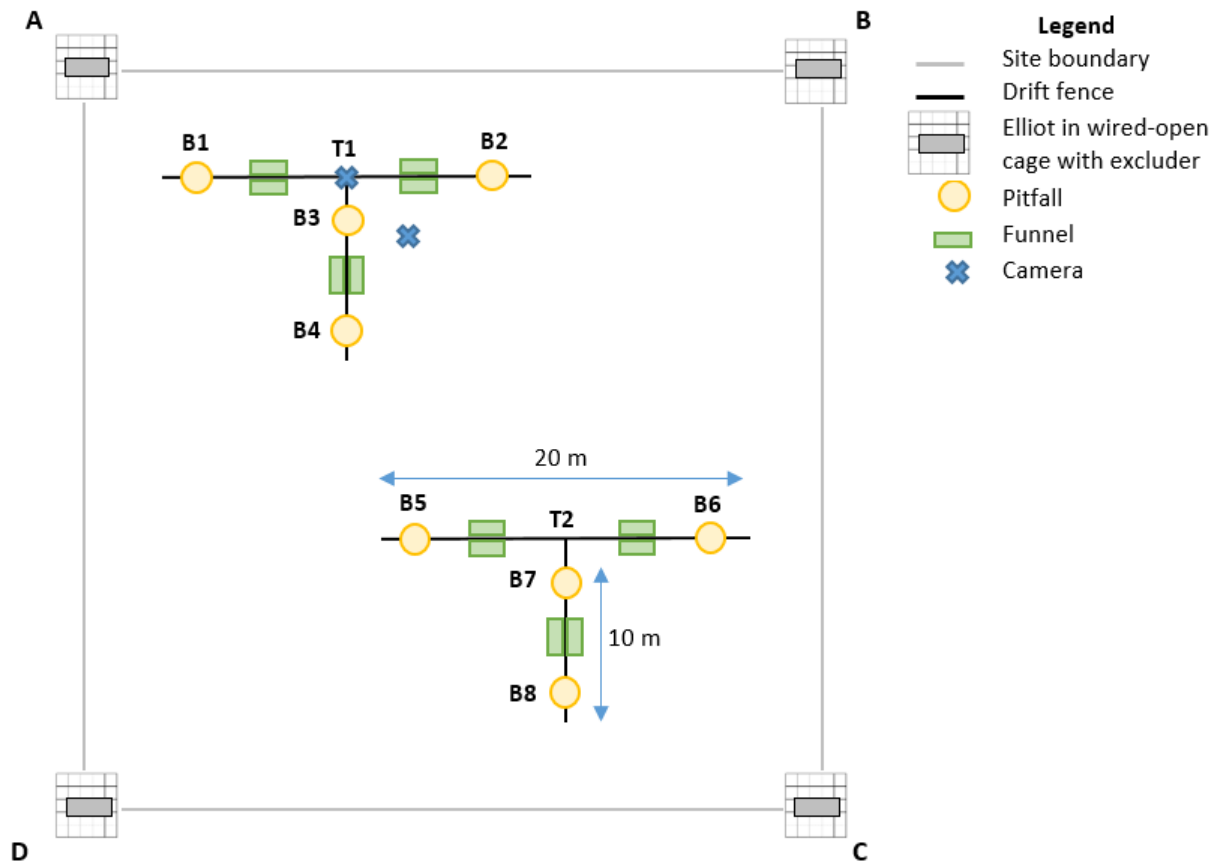 A
B
Legend
Site boundary
Drift fence
Elliot in wired-open
cage with excluder
Pitfall
Funnel
Camera
B1
T1
B2
B3
B4
20 m
B5
T2
B6
B7
10 m
B8
D
C